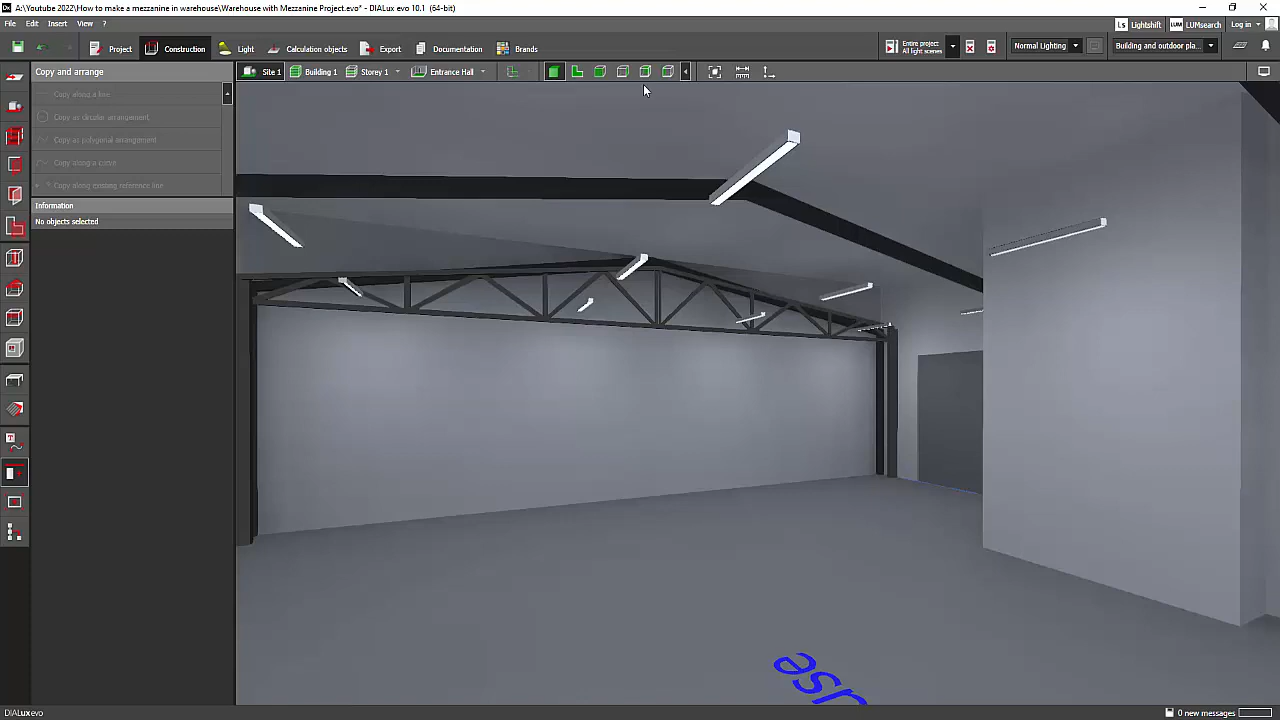 A:\Youtube 2022\How to make a mezzanine in warehouse\Warehouse with Mezzanine Project.evo* - DIALux evo 10.1 (64-bit)
File Edit Insert View ?
Ls Lightshift LUM LUMsearch Log in
Project Construction Light Calculation objects Export Documentation Brands
Entire project
All light scenes
Normal Lighting
Building and outdoor pla...
Copy and arrange
Site 1 Building 1 Storey 1 Entrance Hall
Copy along a line
Copy as circular arrangement
Copy as polygonal arrangement
Copy along a curve
Copy along existing reference line
Information
No objects selected
DIALux evo
0 new messages